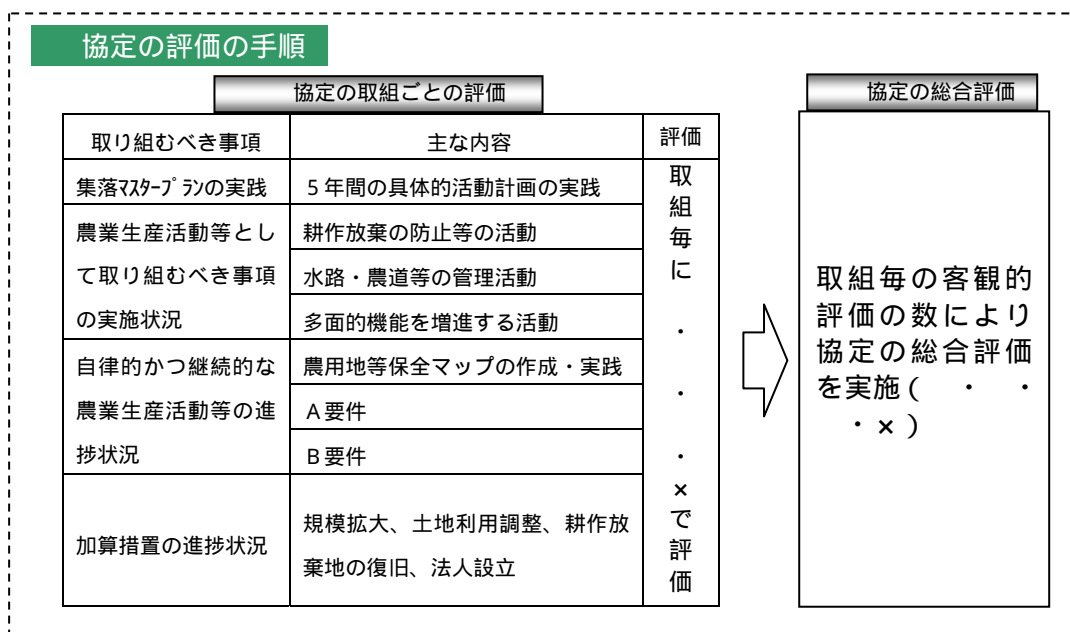 協定の評価の手順
協定の取組ごとの評価
取り組むべき事項 主な内容 評価
集落ﾏｽﾀｰﾌﾟﾗﾝの実践 5年間の具体的活動計画の実践
農業生産活動等とし
て取り組むべき事項
の実施状況
耕作放棄の防止等の活動
水路・農道等の管理活動
多面的機能を増進する活動
自律的かつ継続的な
農業生産活動等の進
捗状況
農用地等保全マップの作成・実践
A要件
B要件
加算措置の進捗状況
規模拡大、土地利用調整、耕作放
棄地の復旧、法人設立
取組毎に ・ ・ ・×で評価
協定の総合評価
取組毎の客観的
評価の数により
協定の総合評価
を実施( ・ ・
・×)